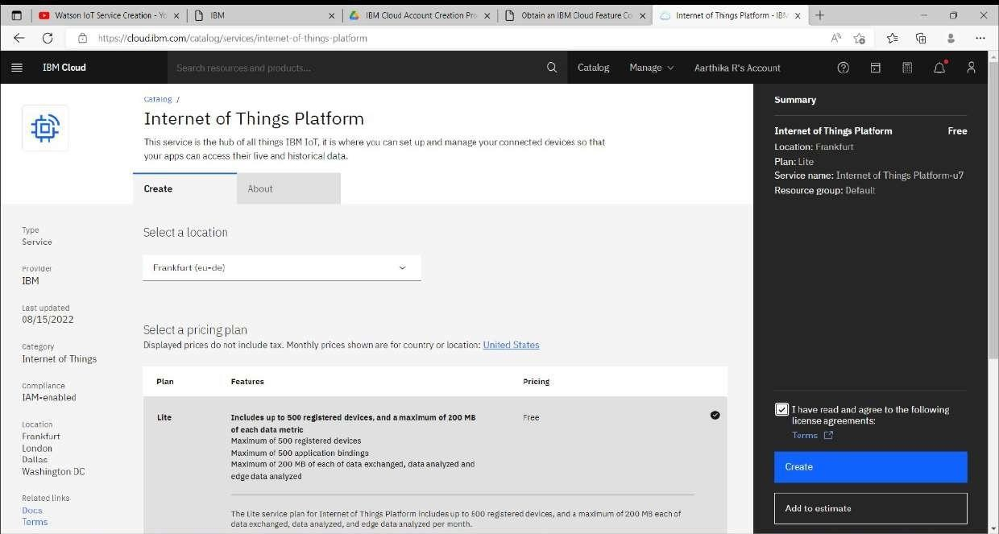 Watson IoT Service Creation - Yo
IBM
IBM Cloud Account Creation Pro
Obtain an IBM Cloud Feature Co
Internet of Things Platform - IBM
https://cloud.ibm.com/catalog/services/internet-of-things-platform
IBM Cloud
Search resources and products...
Catalog
Manage
Aarthika R's Account
Catalog /
Internet of Things Platform
This service is the hub of all things IBM IoT, it is where you can set up and manage your connected devices so that
your apps can access their live and historical data.
Create
About
Type
Service
Provider
IBM
Last updated
08/15/2022
Category
Internet of Things
Compliance
IAM-enabled
Location
Frankfurt
London
Dallas
Washington DC
Related links
Docs
Terms
Select a location
Frankfurt (eu-de)
Select a pricing plan
Displayed prices do not include tax. Monthly prices shown are for country or location: United States
Plan
Features
Pricing
Lite
Includes up to 500 registered devices, and a maximum of 200 MB
of each data metric
Maximum of 500 registered devices
Maximum of 500 application bindings
Maximum of 200 MB of each of data exchanged, data analyzed and
edge data analyzed
Free
The Lite service plan for Internet of Things Platform includes up to 500 registered devices, and a maximum of 200 MB each of
data exchanged, data analyzed, and edge data analyzed per month.
Summary
Internet of Things Platform
Free
Location: Frankfurt
Plan: Lite
Service name: Internet of Things Platform-u7
Resource group: Default
I have read and agree to the following
license agreements:
Terms
Create
Add to estimate